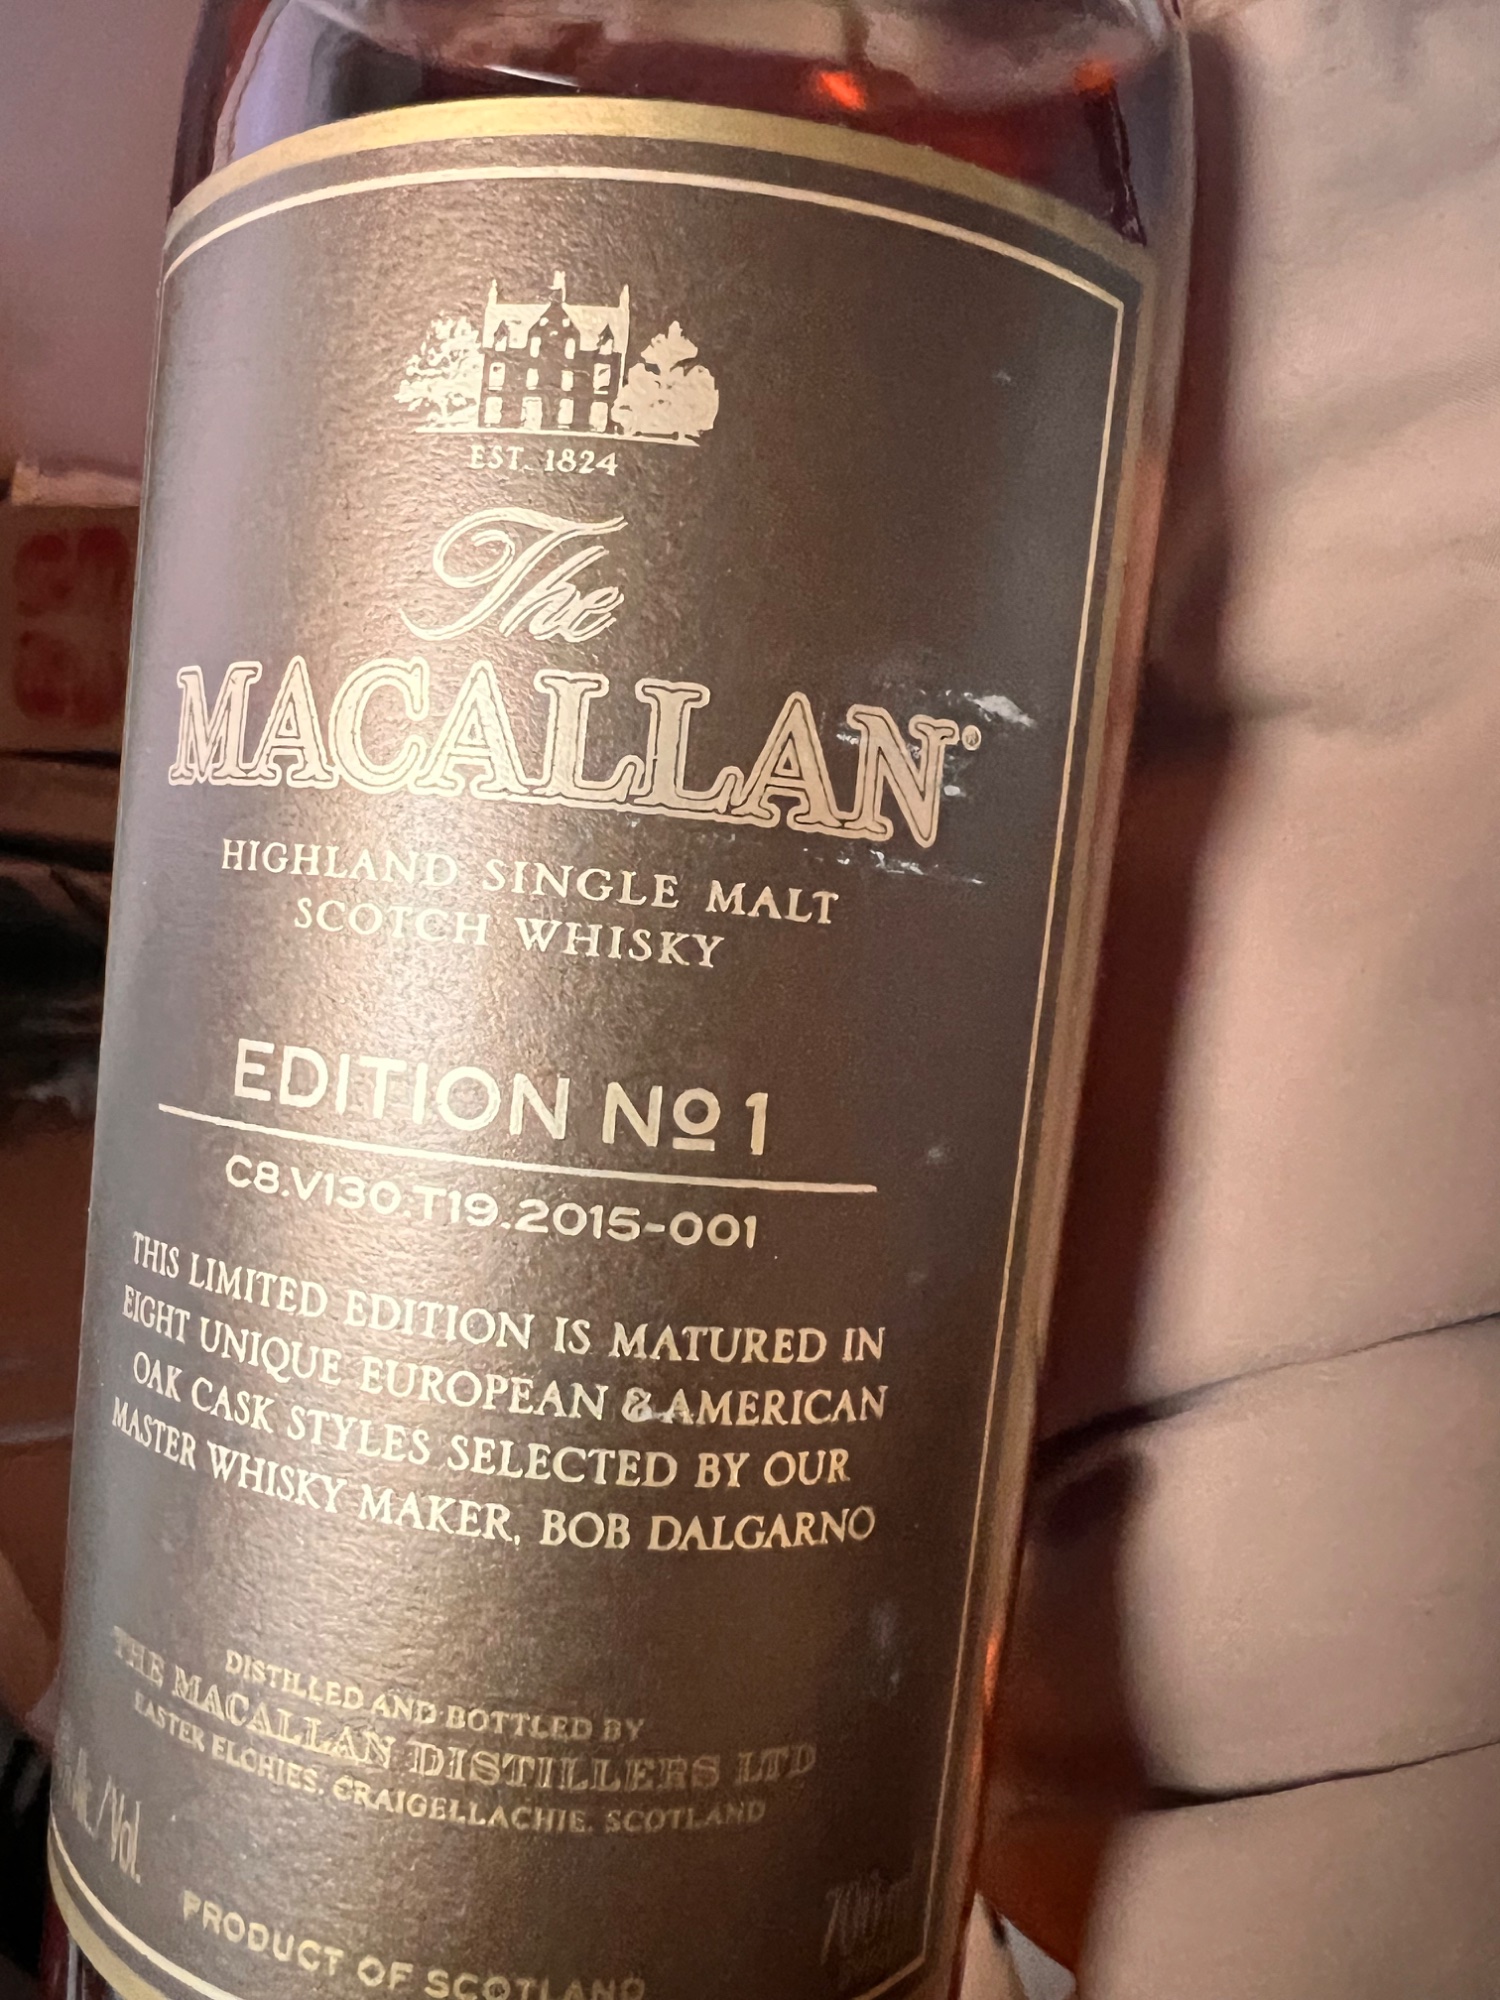 EST. 1824
The
MACALLAN®
HIGHLAND SINGLE MALT
SCOTCH WHISKY
EDITION Nº 1
C8.V130.T19.2015-001
THIS LIMITED EDITION IS MATURED IN
EIGHT UNIQUE EUROPEAN & AMERICAN
OAK CASK STYLES SELECTED BY OUR
MASTER WHISKY MAKER, BOB DALGARNO
DISTILLED AND BOTTLED BY
THE MACALLAN DISTILLERS LTD
EASTER ELCHIES, CRAIGELLACHIE, SCOTLAND
/Vol.
700ml
PRODUCT OF SCOTLAND